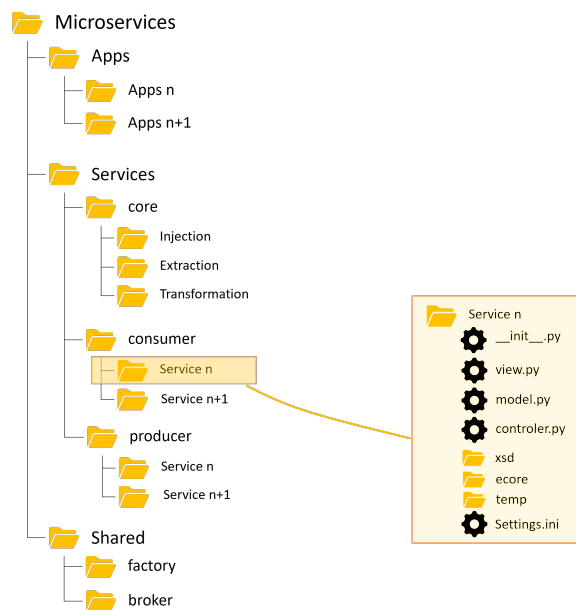 Microservices
Apps
Apps n
Apps n+1
Services
core
Injection
Extraction
Transformation
consumer
Service n
Service n+1
producer
Service n
Service n+1
Shared
factory
broker
Service n
__init__.py
view.py
model.py
controler.py
xsd
ecore
temp
Settings.ini